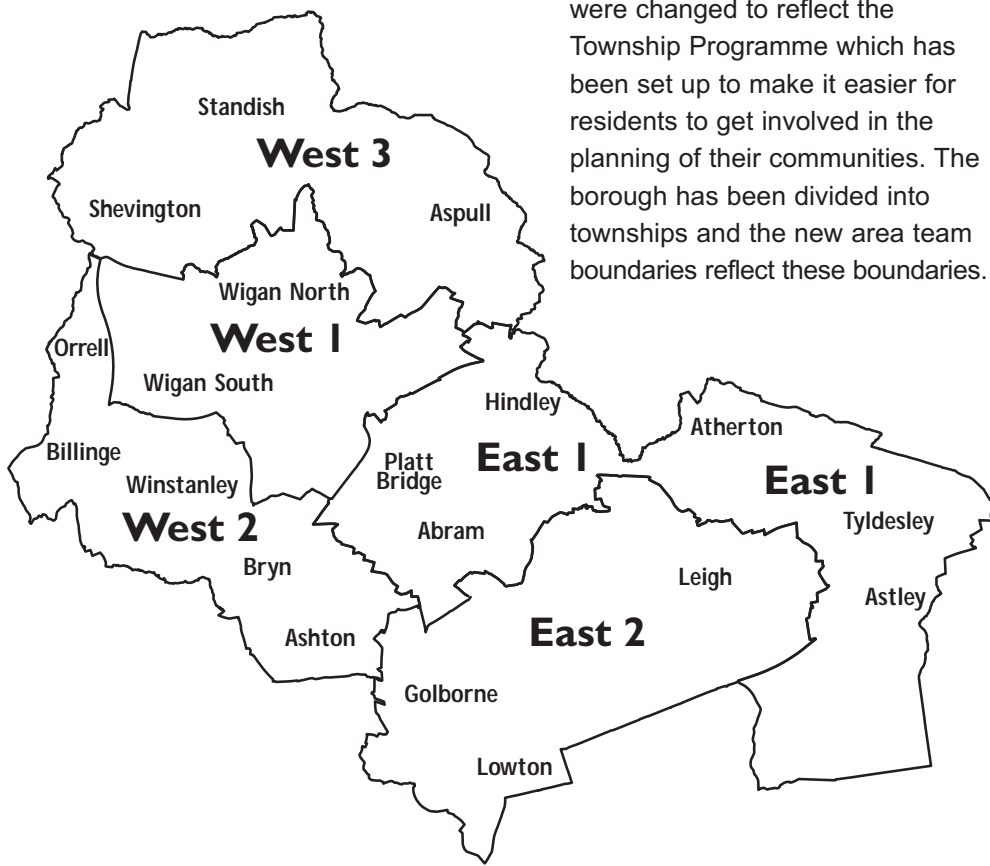 were changed to reflect the
Township Programme which has
been set up to make it easier for
residents to get involved in the
planning of their communities. The
borough has been divided into
townships and the new area team
boundaries reflect these boundaries.
Standish
West 3
Shevington
Aspull
Wigan North
West 1
Orrell
Wigan South
Hindley
Atherton
Billinge
Platt
Bridge
East 1
East 1
Winstanley
Tyldesley
West 2
Abram
Bryn
Leigh
Astley
East 2
Ashton
Golborne
Lowton